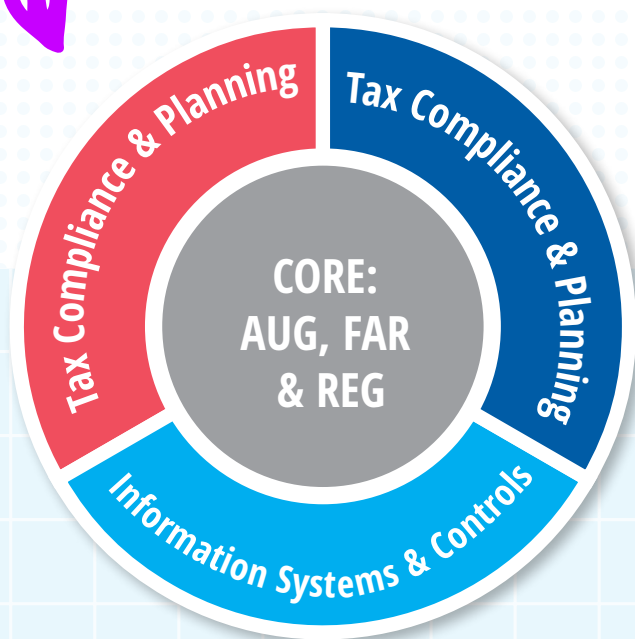 Tax Compliance & Planning
Tax Compliance & Planning
CORE:
AUG, FAR
& REG
Information Systems & Controls